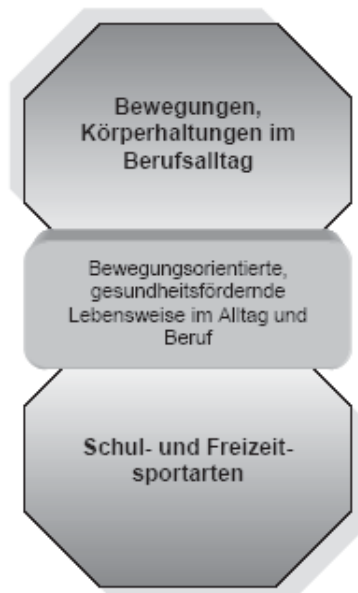 Bewegungen,
Körperhaltungen im
Berufsalltag
Bewegungsorientierte,
gesundheitsfördernde
Lebensweise im Alltag und
Beruf
Schul- und Freizeit-
sportarten